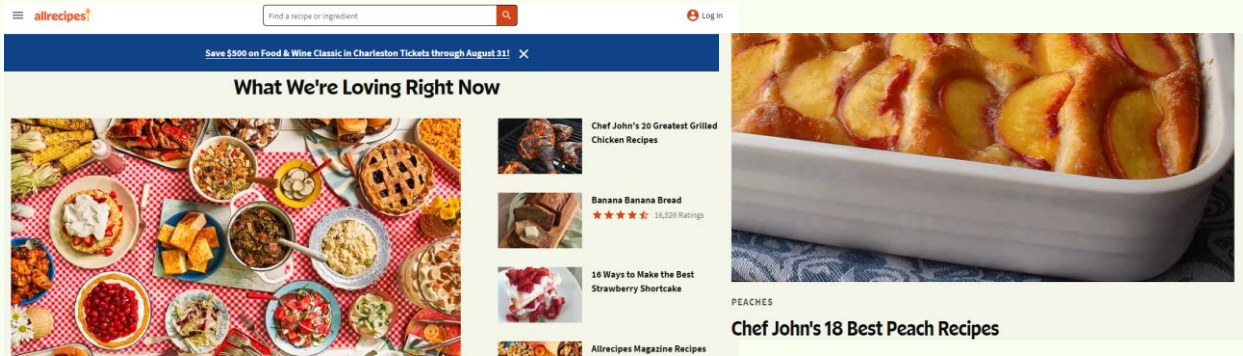 allrecipes
Find a recipe or ingredient
Log In
Save $500 on Food & Wine Classic in Charleston Tickets through August 31!
What We're Loving Right Now
Chef John's 20 Greatest Grilled
Chicken Recipes
Banana Banana Bread
16,526 Ratings
16 Ways to Make the Best
Strawberry Shortcake
Allrecipes Magazine Recipes
PEACHES
Chef John's 18 Best Peach Recipes